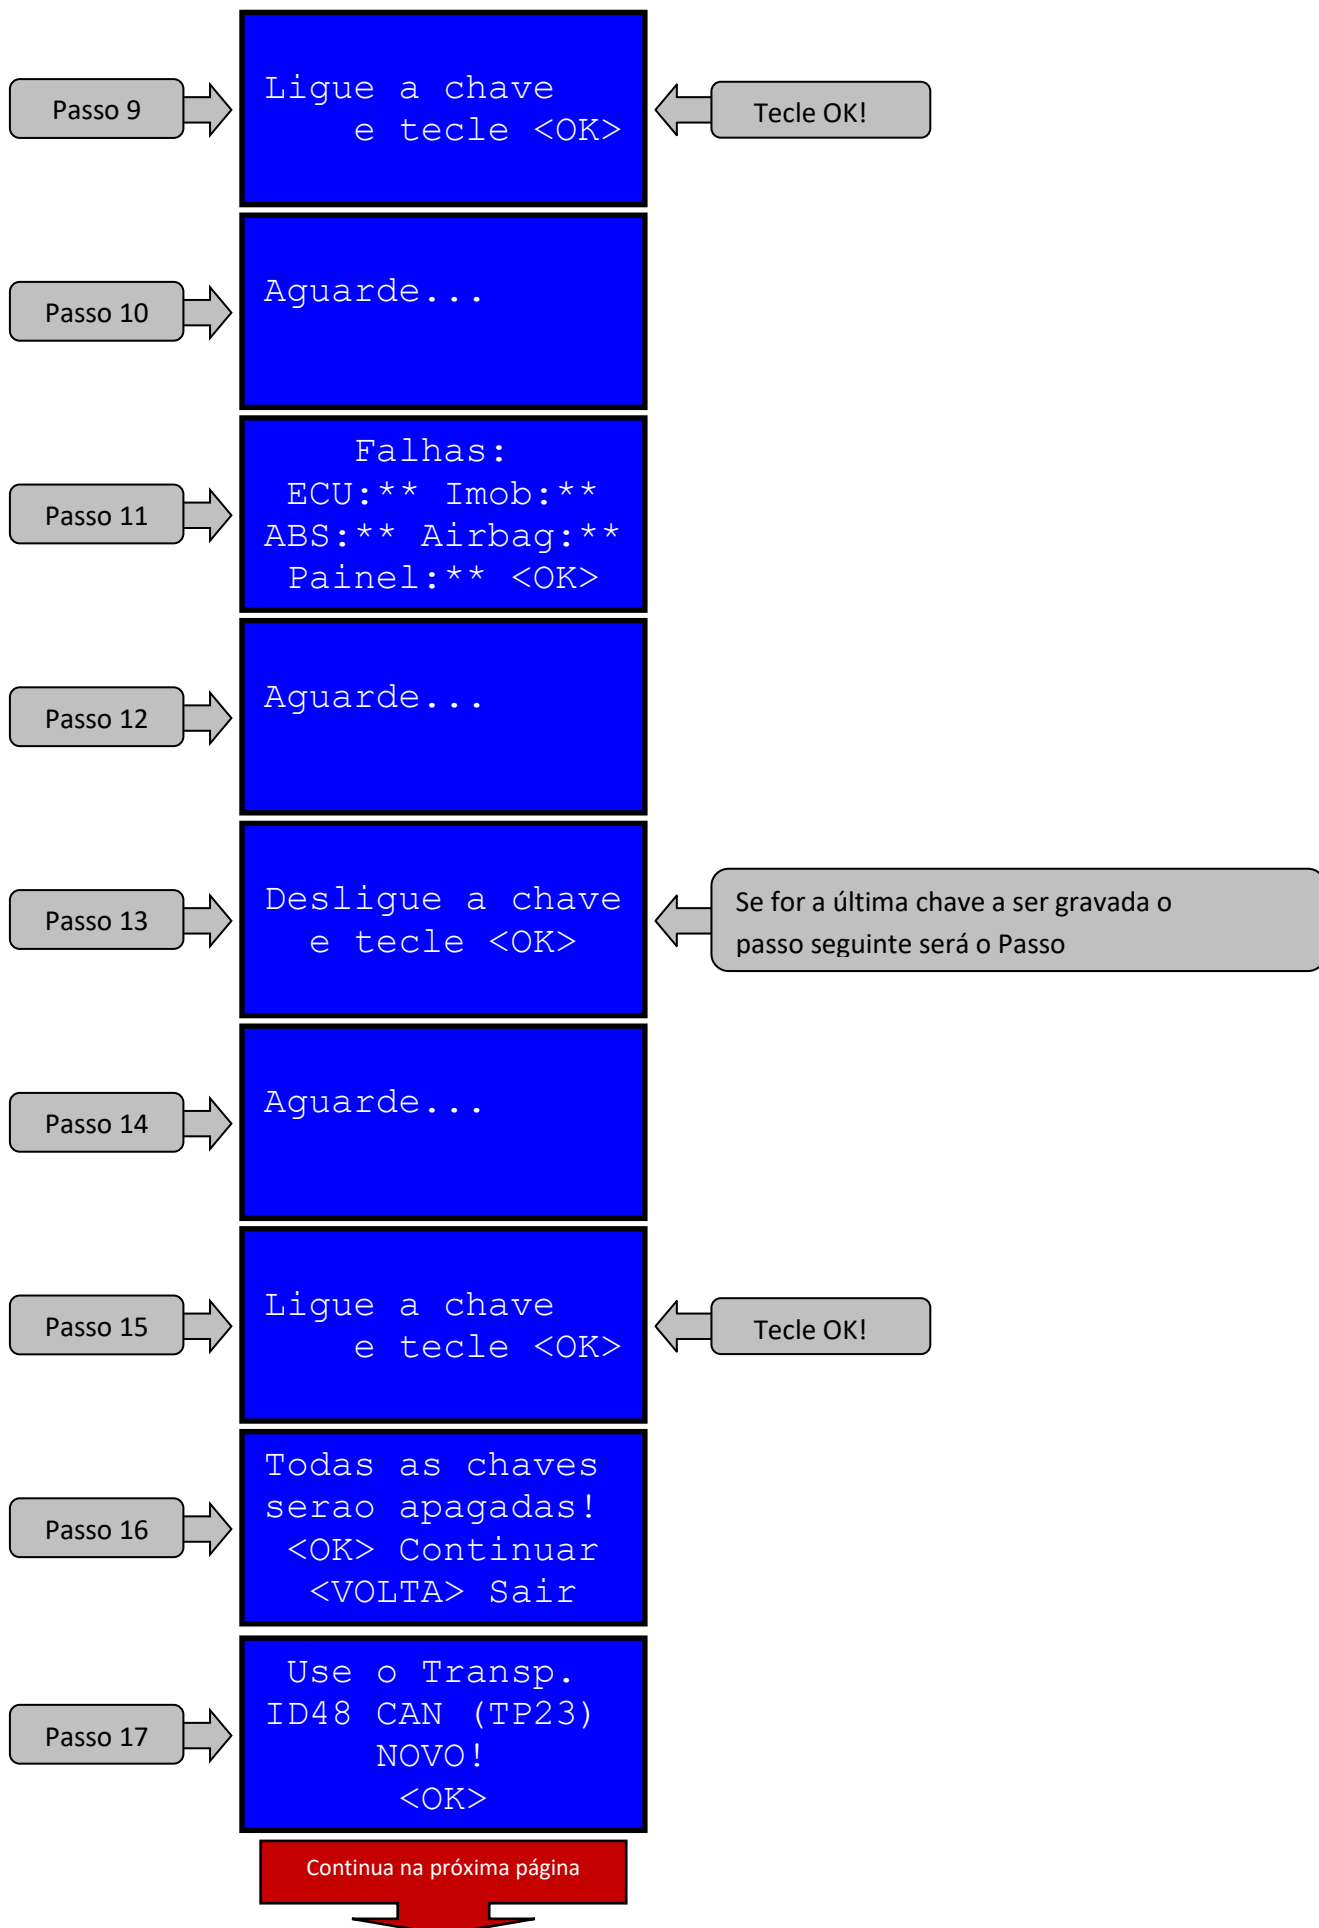 Passo 9
Ligue a chave
e tecle <OK>
Tecle OK!
Passo 10
Aguarde...
Passo 11
Falhas:
ECU:** Imob:**
ABS:** Airbag:**
Painel:** <OK>
Passo 12
Aguarde...
Passo 13
Desligue a chave
e tecle <OK>
Se for a última chave a ser gravada o
passo seguinte será o Passo
Passo 14
Aguarde...
Passo 15
Ligue a chave
e tecle <OK>
Tecle OK!
Passo 16
Todas as chaves
serao apagadas!
<OK> Continuar
<VOLTA> Sair
Passo 17
Use o Transp.
ID48 CAN (TP23)
NOVO!
<OK>
Continua na próxima página